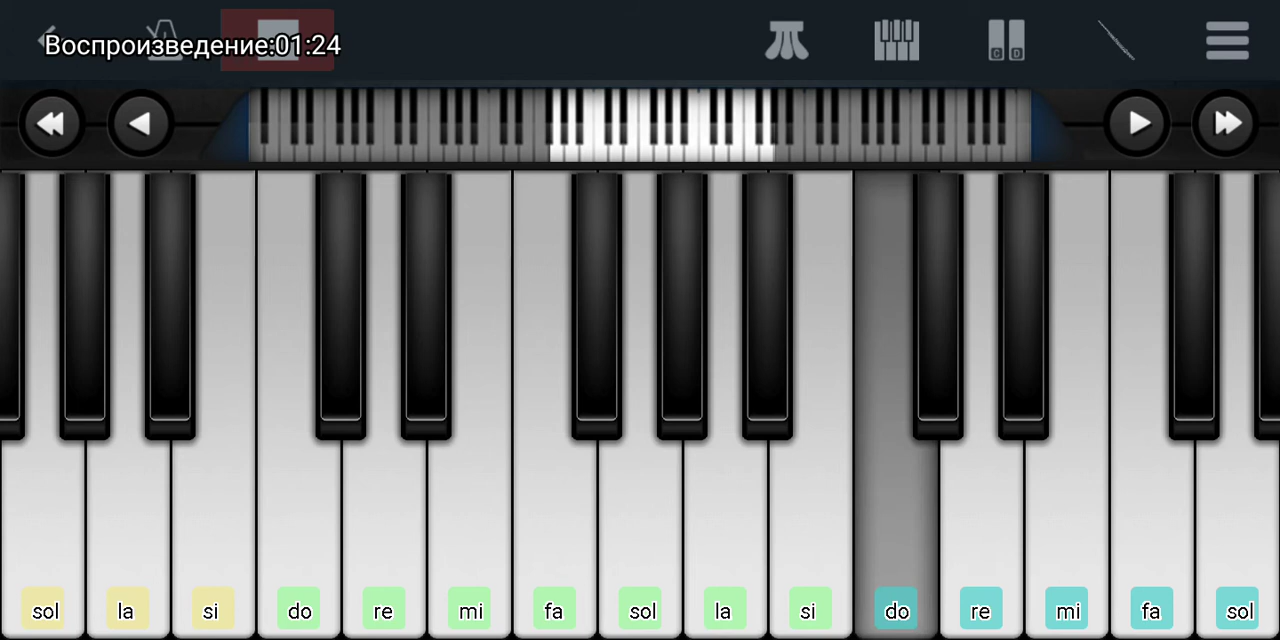 Воспроизведение:01:24
C D
sol la si do re mi fa sol la si do re mi fa sol